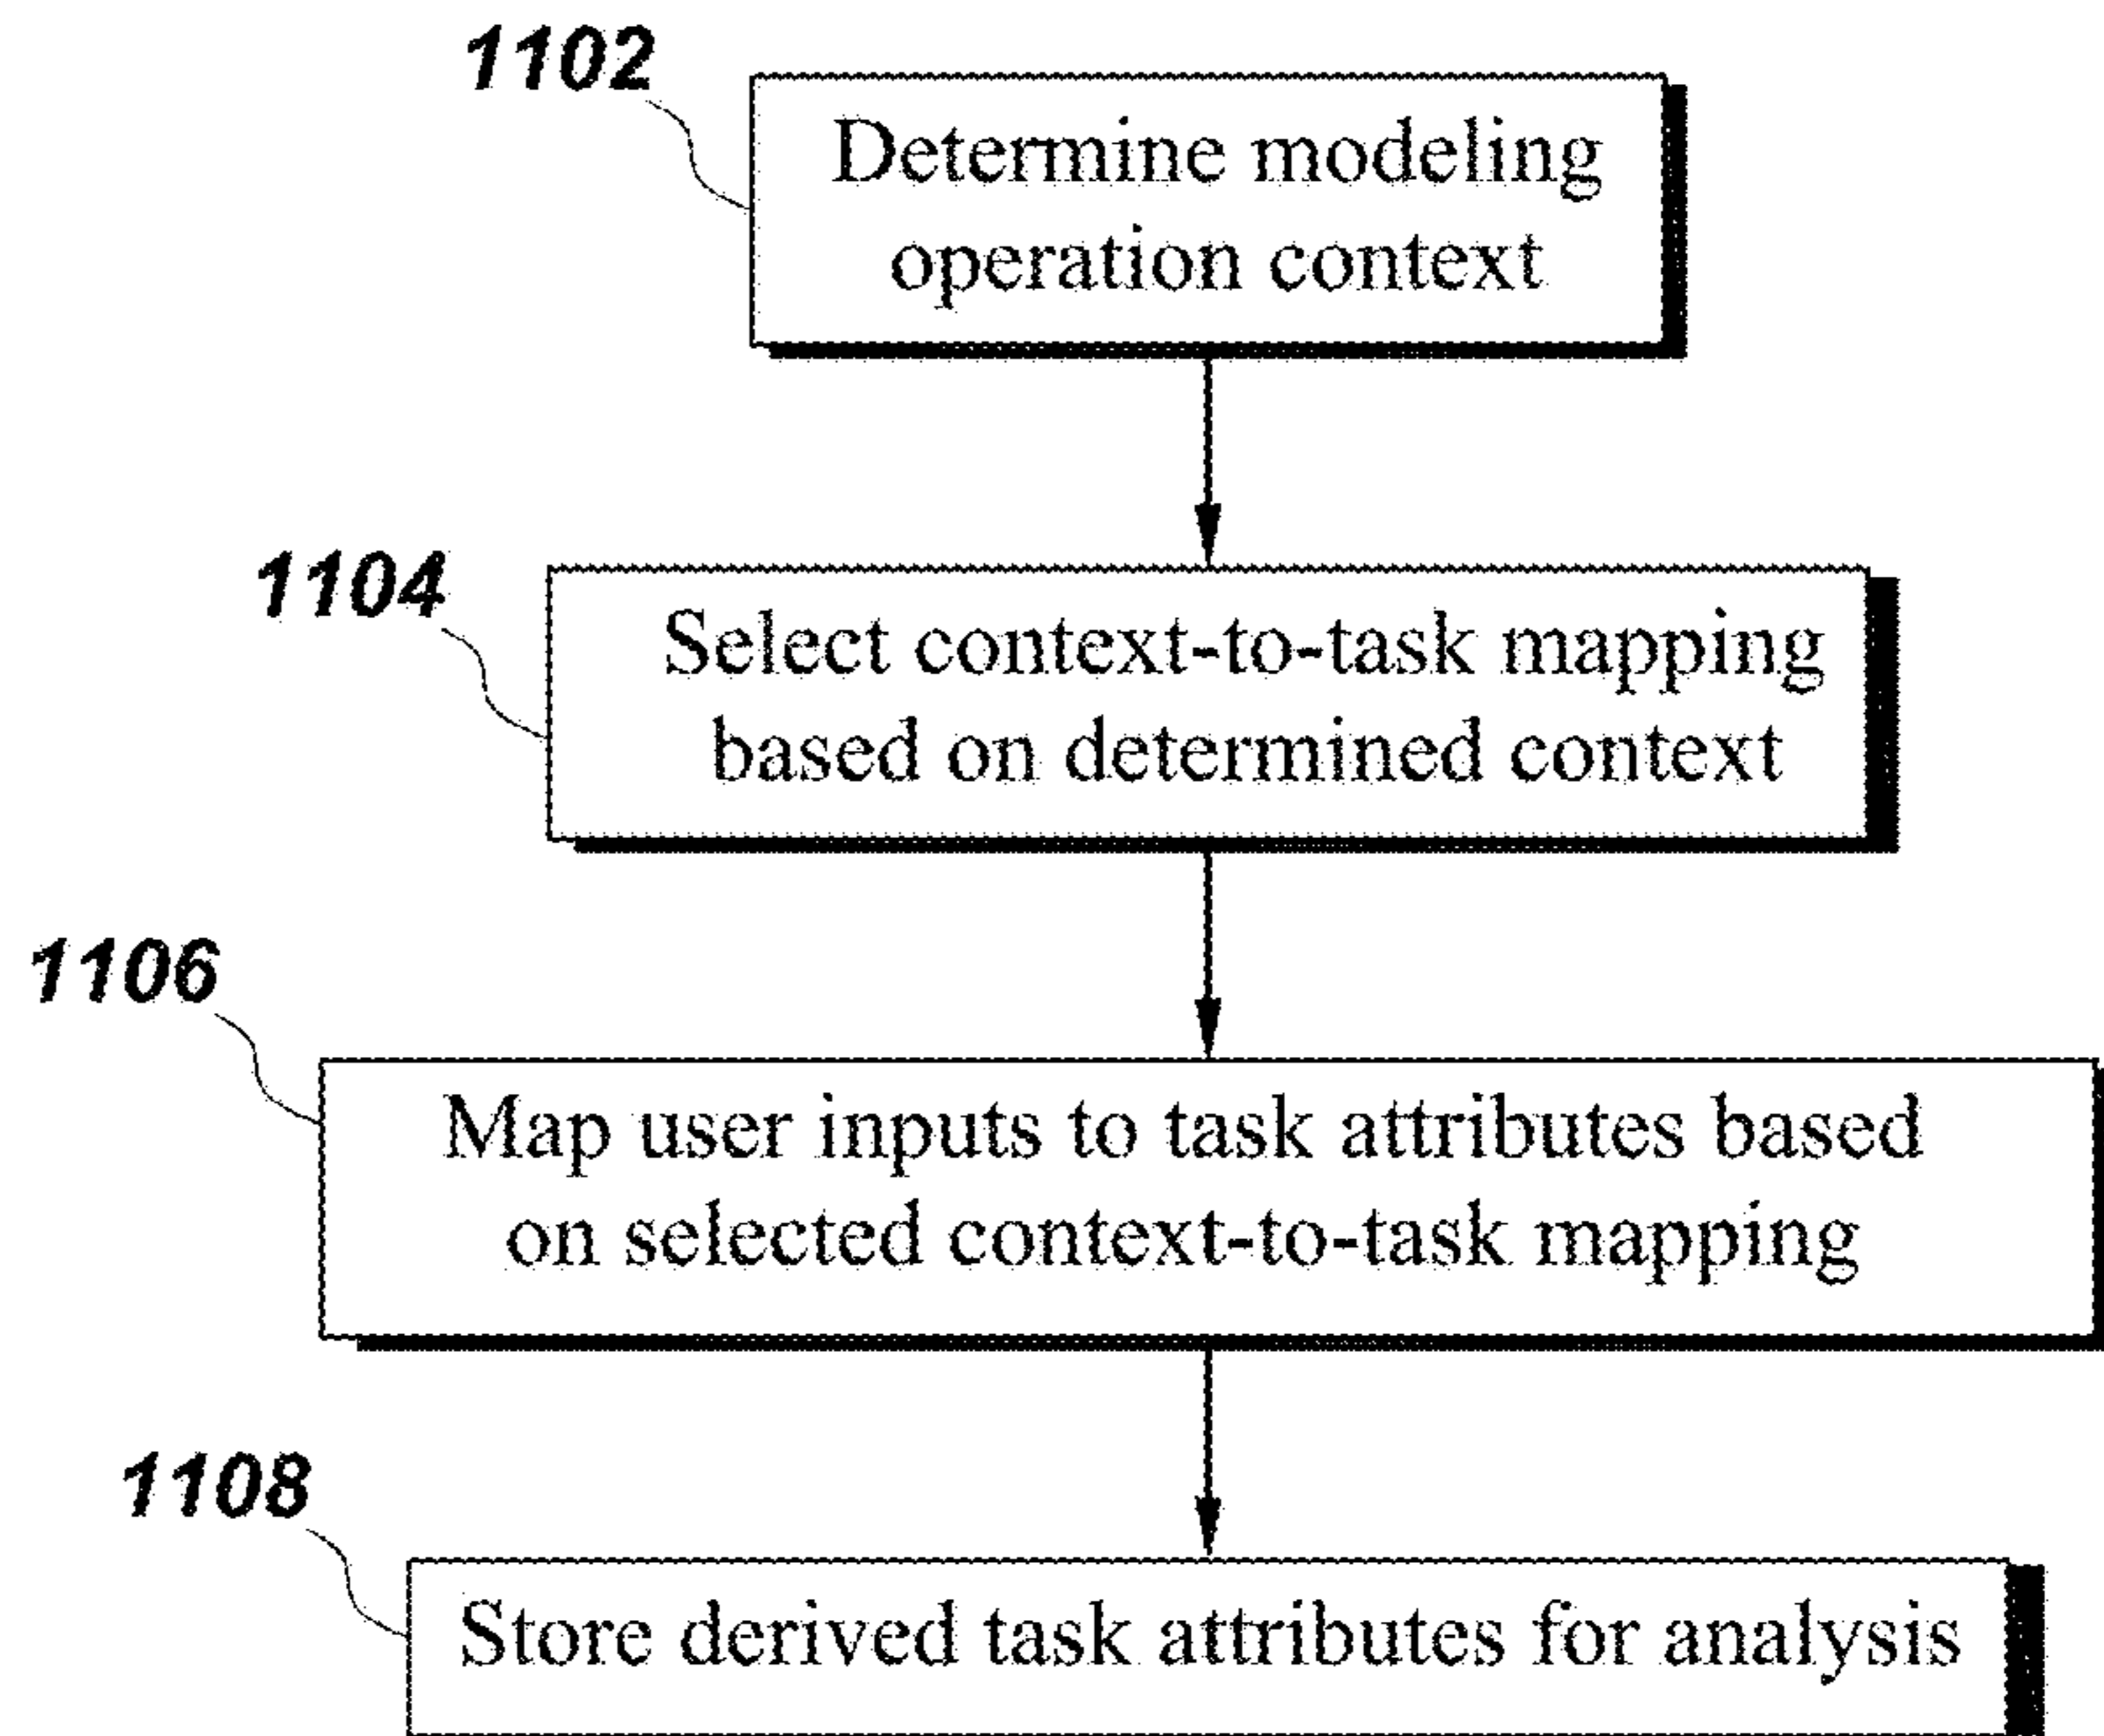 1102
Determine modeling
operation context
1104
Select context-to-task mapping
based on determined context
1106
Map user inputs to task attributes based
on selected context-to-task mapping
1108
Store derived task attributes for analysis